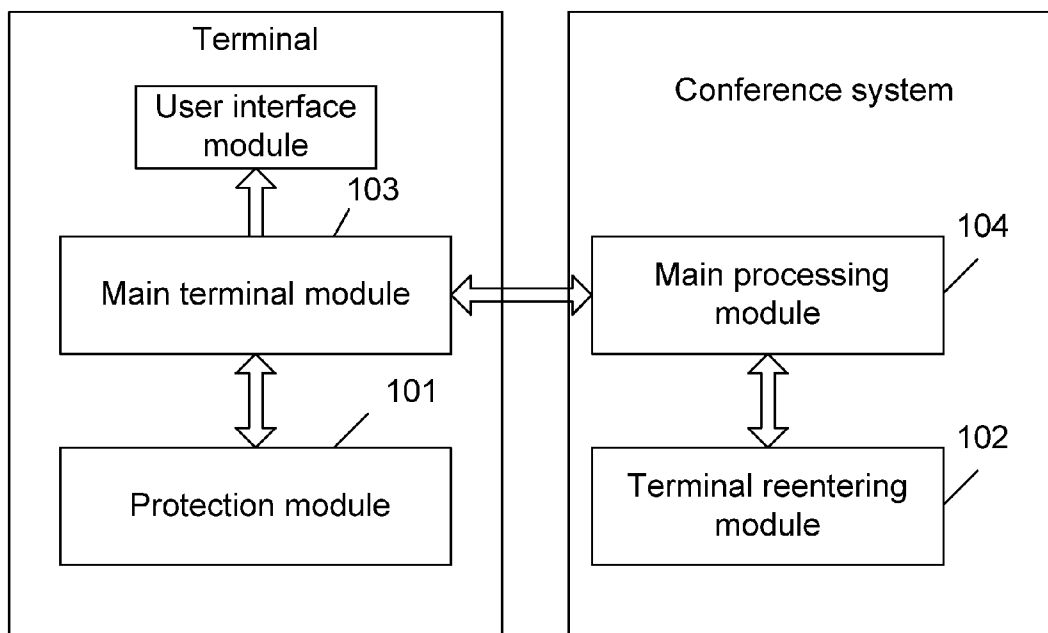 Terminal
User interface
module
103
Main terminal module
101
Protection module
Conference system
104
Main processing
module
102
Terminal reentering
module